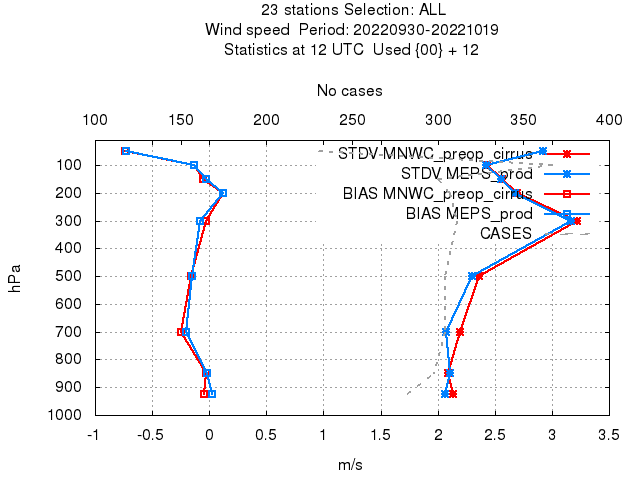 23 stations Selection: ALL
Wind speed  Period: 20220930-20221019
Statistics at 12 UTC  Used {00} + 12
No cases
100 150 200 250 300 350 400
STDV MNWC_preop_cirrus
STDV MEPS_prod
BIAS MNWC_preop_cirrus
BIAS MEPS_prod
CASES
hPa
100
200
300
400
500
600
700
800
900
1000
-1 -0.5 0 0.5 1 1.5 2 2.5 3 3.5
m/s